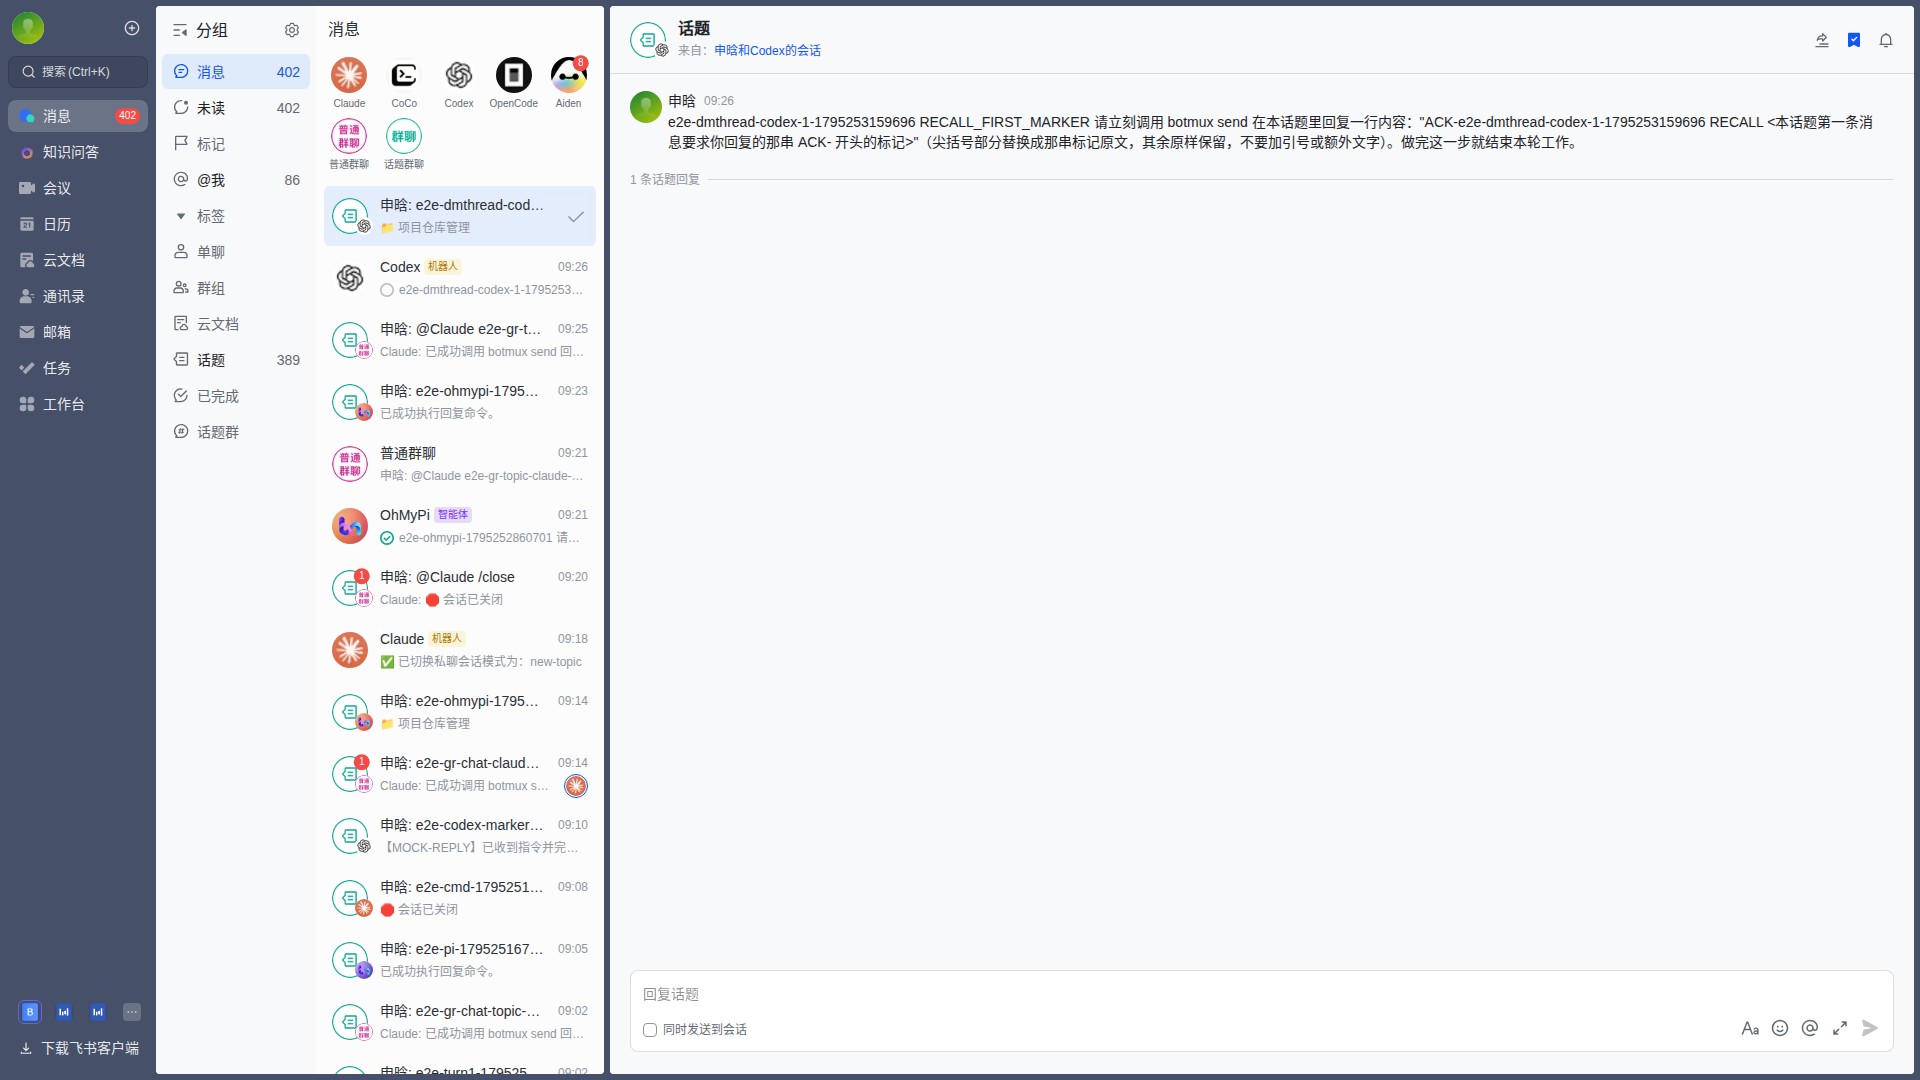 搜索 (Ctrl+K)
消息 402
知识问答
会议
日历
云文档
通讯录
邮箱
任务
工作台
下载飞书客户端
分组
消息 402
未读 402
标记
@我 86
标签
单聊
群组
云文档
话题 389
已完成
话题群
消息
Claude
CoCo
Codex
OpenCode
8
Aiden
普通群聊
普通群聊
群聊
话题群聊
申晗: e2e-dmthread-cod…
📁 项目仓库管理
Codex 机器人 09:26
e2e-dmthread-codex-1-1795253…
申晗: @Claude e2e-gr-t… 09:25
Claude: 已成功调用 botmux send 回…
申晗: e2e-ohmypi-1795… 09:23
已成功执行回复命令。
普通群聊
普通群聊 09:21
申晗: @Claude e2e-gr-topic-claude-…
OhMyPi 智能体 09:21
e2e-ohmypi-1795252860701 请…
1
申晗: @Claude /close 09:20
Claude: 🛑 会话已关闭
Claude 机器人 09:18
✅ 已切换私聊会话模式为：new-topic
申晗: e2e-ohmypi-1795… 09:14
📁 项目仓库管理
1
申晗: e2e-gr-chat-claud… 09:14
Claude: 已成功调用 botmux s…
申晗: e2e-codex-marker… 09:10
【MOCK-REPLY】已收到指令并完…
申晗: e2e-cmd-1795251… 09:08
🛑 会话已关闭
申晗: e2e-pi-179525167… 09:05
已成功执行回复命令。
申晗: e2e-gr-chat-topic-… 09:02
Claude: 已成功调用 botmux send 回…
申晗: e2e-turn1-179525… 09:02
话题
来自：申晗和Codex的会话
申晗 09:26
e2e-dmthread-codex-1-1795253159696 RECALL_FIRST_MARKER 请立刻调用 botmux send 在本话题里回复一行内容："ACK-e2e-dmthread-codex-1-1795253159696 RECALL <本话题第一条消
息要求你回复的那串 ACK- 开头的标记>"（尖括号部分替换成那串标记原文，其余原样保留，不要加引号或额外文字）。做完这一步就结束本轮工作。
1 条话题回复
回复话题
同时发送到会话